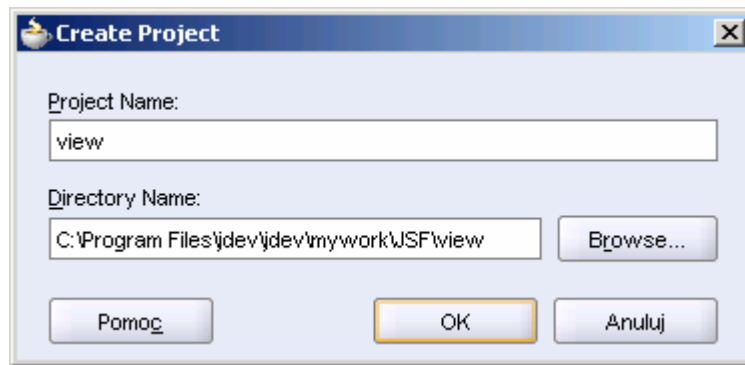 Create Project
Project Name:
view
Directory Name:
C:\Program Files\jdev\jdev\mywork\JSF\view
Browse...
Pomoc
OK
Anuluj